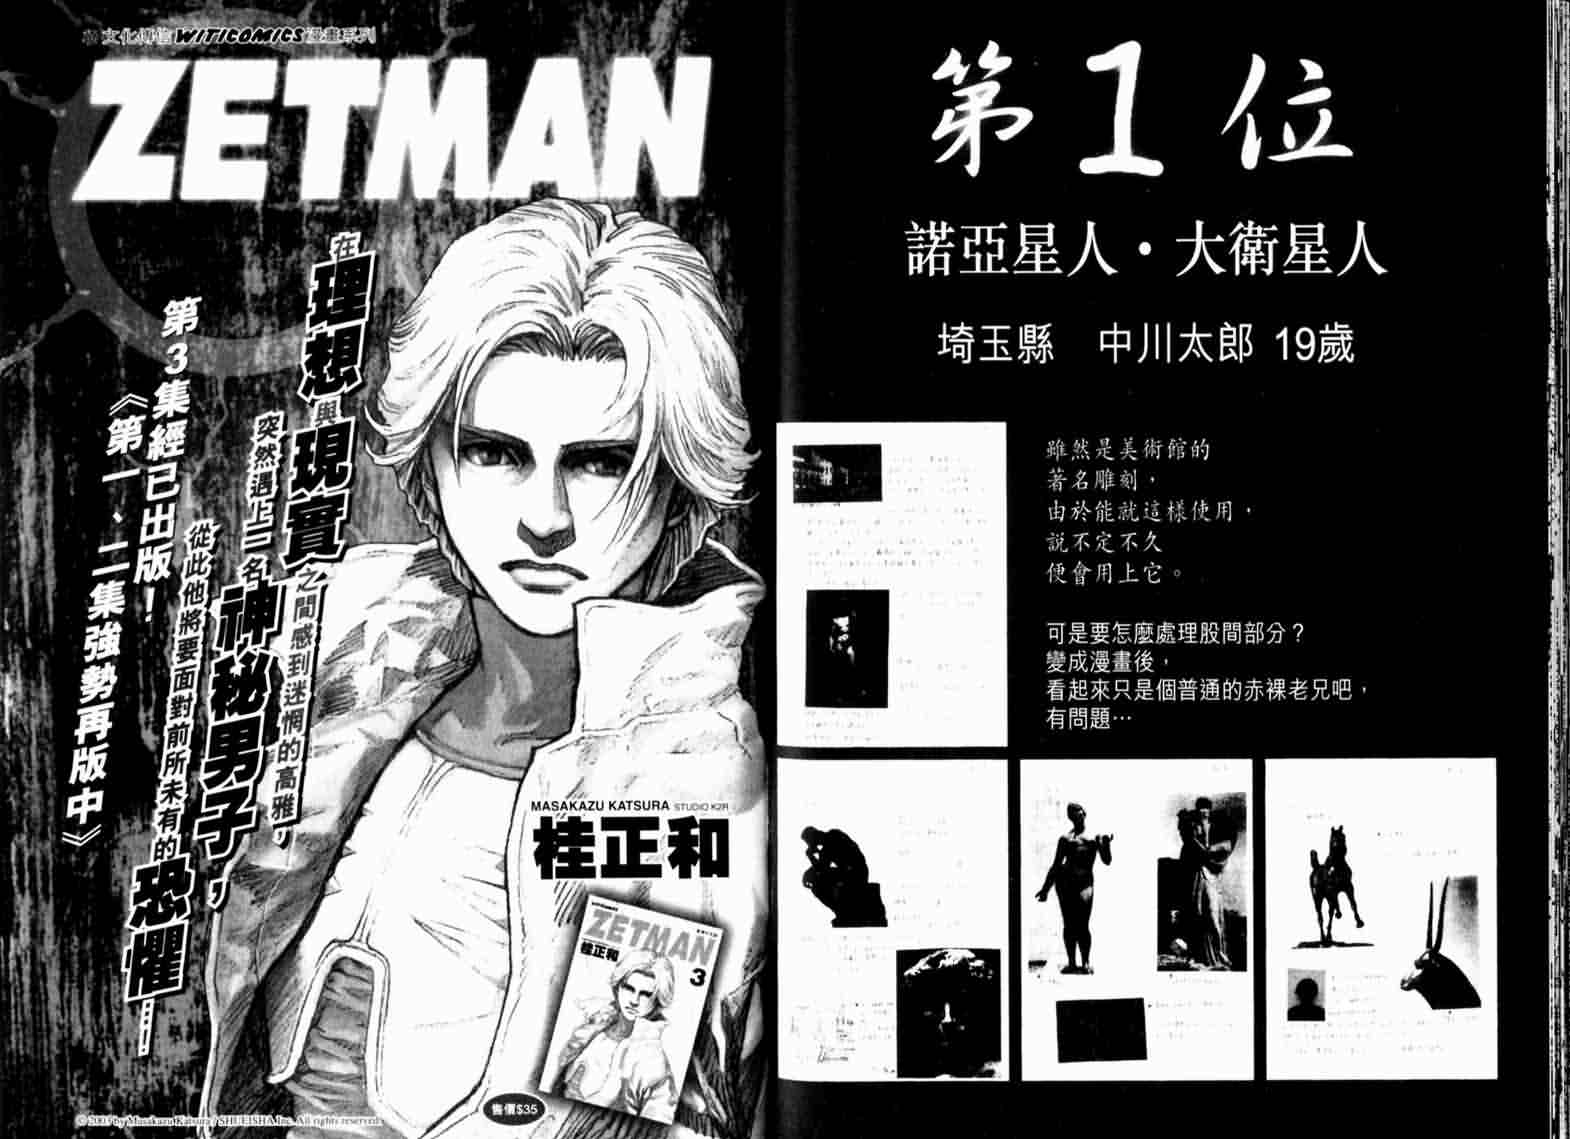 文化傳信WITICOMICS漫畫系列
ZETMAN
在理想與現實之間感到迷惘的高雅，
突然遇上一名神秘男子，
從此他將要面對前所未有的恐懼……
第3集經已出版！
《第一、二集強勢再版中》
MASAKAZU KATSURA STUDIO K2R
桂正和
ZETMAN
桂正和
3
售價$35
© 2003 by Masakazu Katsura / SHUEISHA Inc. All rights reserved.
第1位
諾亞星人・大衛星人
埼玉縣 中川太郎 19歲
雖然是美術館的
著名雕刻，
由於能就這樣使用，
說不定不久
便會用上它。
可是要怎麼處理股間部分？
變成漫畫後，
看起來只是個普通的赤裸老兄吧，
有問題…